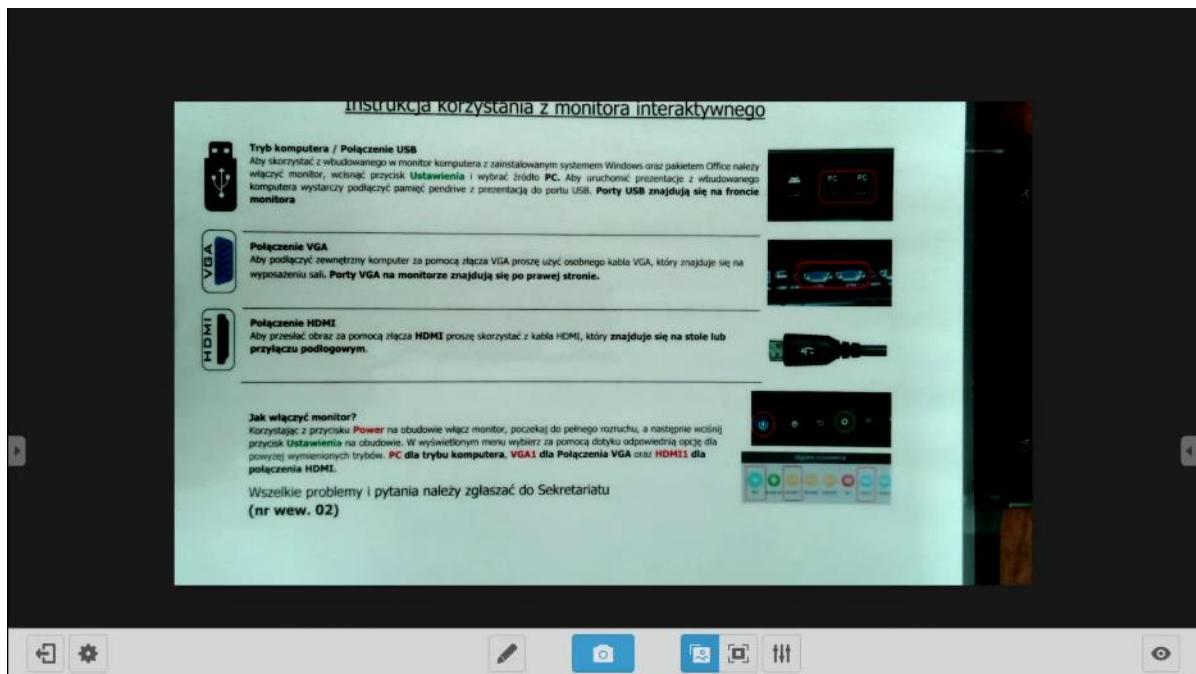 Instrukcja korzystania z monitora interaktywnego
Tryb komputera / Połączenie USB
Aby skorzystać z wbudowanego w monitor komputera z zainstalowanym systemem Windows oraz pakietem Office należy
włączyć monitor, wcisnąć przycisk Ustawienia i wybrać źródło PC. Aby uruchomić prezentacje z wbudowanego
komputera wystarczy podłączyć pamięć pendrive z prezentacją do portu USB. Porty USB znajdują się na froncie
monitora
PC PC
VGA
Połączenie VGA
Aby podłączyć zewnętrzny komputer za pomocą złącza VGA proszę użyć osobnego kabla VGA, który znajduje się na
wyposażeniu sali. Porty VGA na monitorze znajdują się po prawej stronie.
HDMI
Połączenie HDMI
Aby przesłać obraz za pomocą złącza HDMI proszę skorzystać z kabla HDMI, który znajduje się na stole lub
przyłączu podłogowym.
Jak włączyć monitor?
Korzystając z przycisku Power na obudowie włącz monitor, poczekaj do pełnego rozruchu, a następnie wciśnij
przycisk Ustawienia na obudowie. W wyświetlonym menu wybierz za pomocą dotyku odpowiednią opcję dla
powyżej wymienionych trybów. PC dla trybu komputera, VGA1 dla Połączenia VGA oraz HDMI1 dla
połączenia HDMI.
Wszelkie problemy i pytania należy zgłaszać do Sekretariatu
(nr wew. 02)